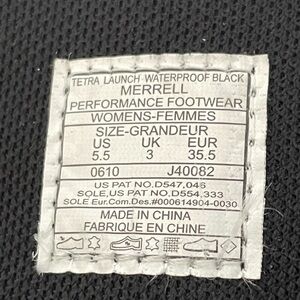 TETRA LAUNCH WATERPROOF BLACK
MERRELL
PERFORMANCE FOOTWEAR
WOMENS-FEMMES
SIZE-GRANDEUR
US UK EUR
5.5 3 35.5
0610 J40082
US PAT NO.D547,046
SOLE US PAT NO.D554,333
SOLE Eur.Com.Des.#000614904-0030
MADE IN CHINA
FABRIQUE EN CHINE